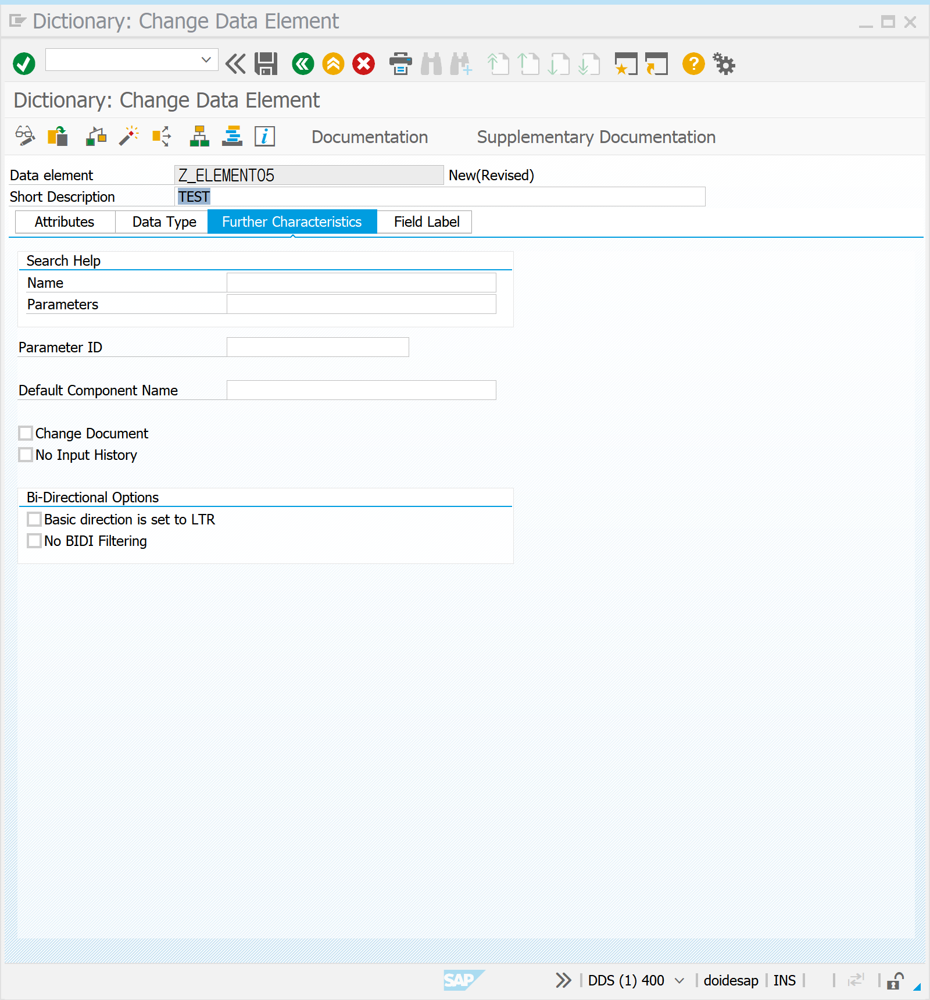 Dictionary: Change Data Element
Dictionary: Change Data Element
Documentation Supplementary Documentation
Data element Z_ELEMENT05 New(Revised)
Short Description TEST
Attributes Data Type Further Characteristics Field Label
Search Help
Name
Parameters
Parameter ID
Default Component Name
Change Document
No Input History
Bi-Directional Options
Basic direction is set to LTR
No BIDI Filtering
SAP DDS (1) 400 doidesap INS